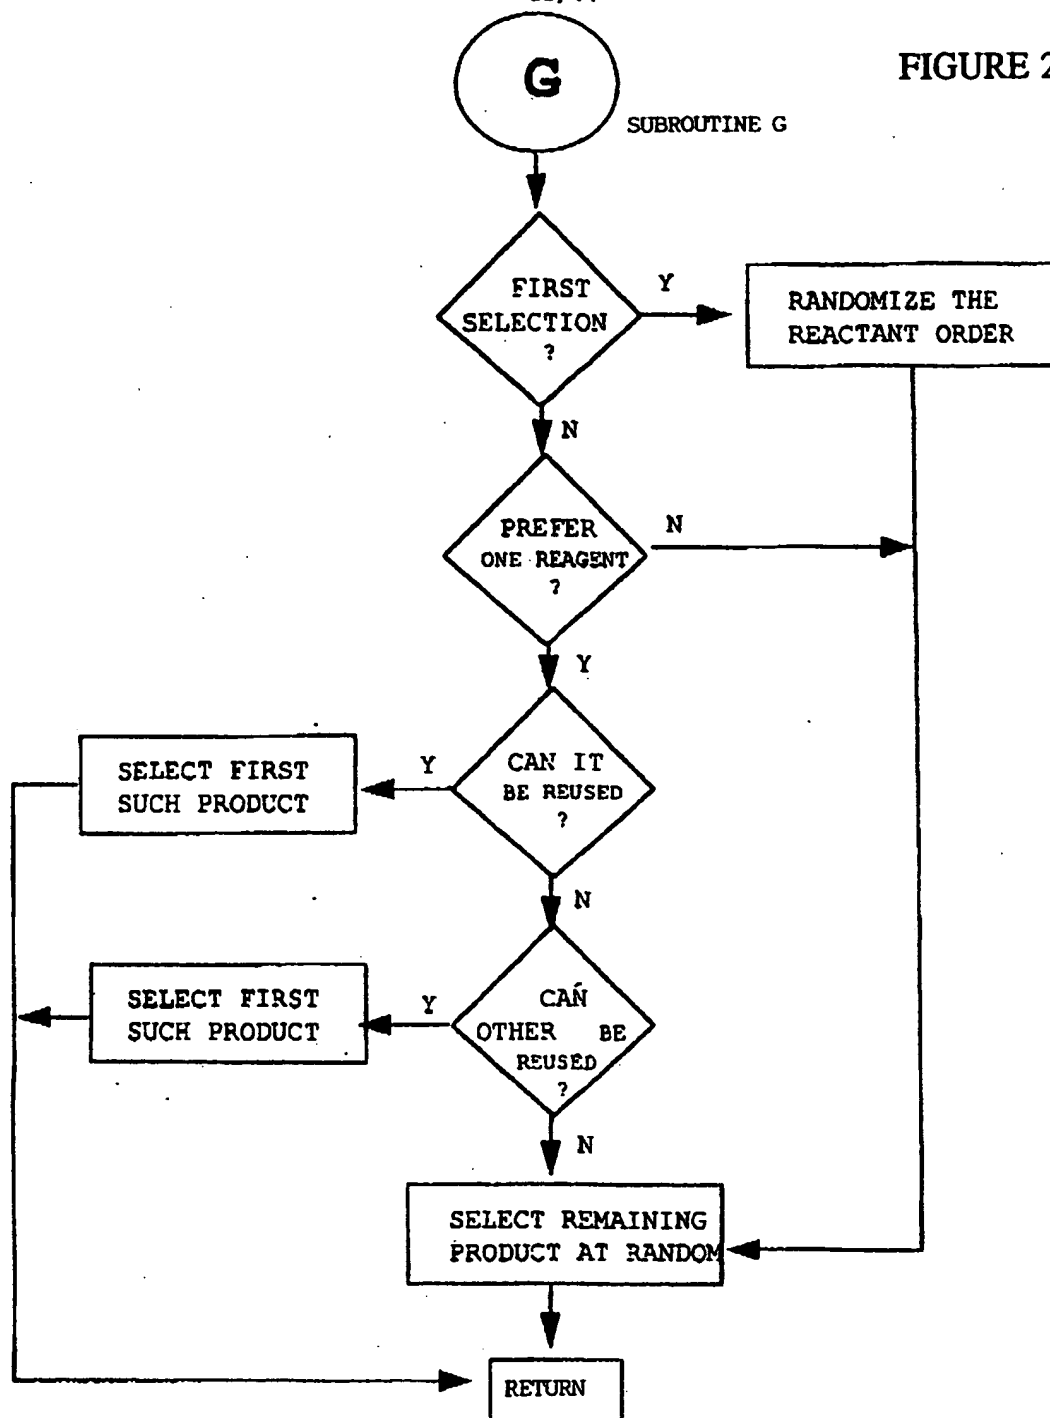 G
FIGURE 2
SUBROUTINE G
FIRST
SELECTION
?
Y
RANDOMIZE THE
REACTANT ORDER
N
PREFER
ONE REAGENT
?
N
Y
CAN IT
BE REUSED
?
Y
SELECT FIRST
SUCH PRODUCT
N
CAN
OTHER BE
REUSED
?
Y
SELECT FIRST
SUCH PRODUCT
N
SELECT REMAINING
PRODUCT AT RANDOM
RETURN